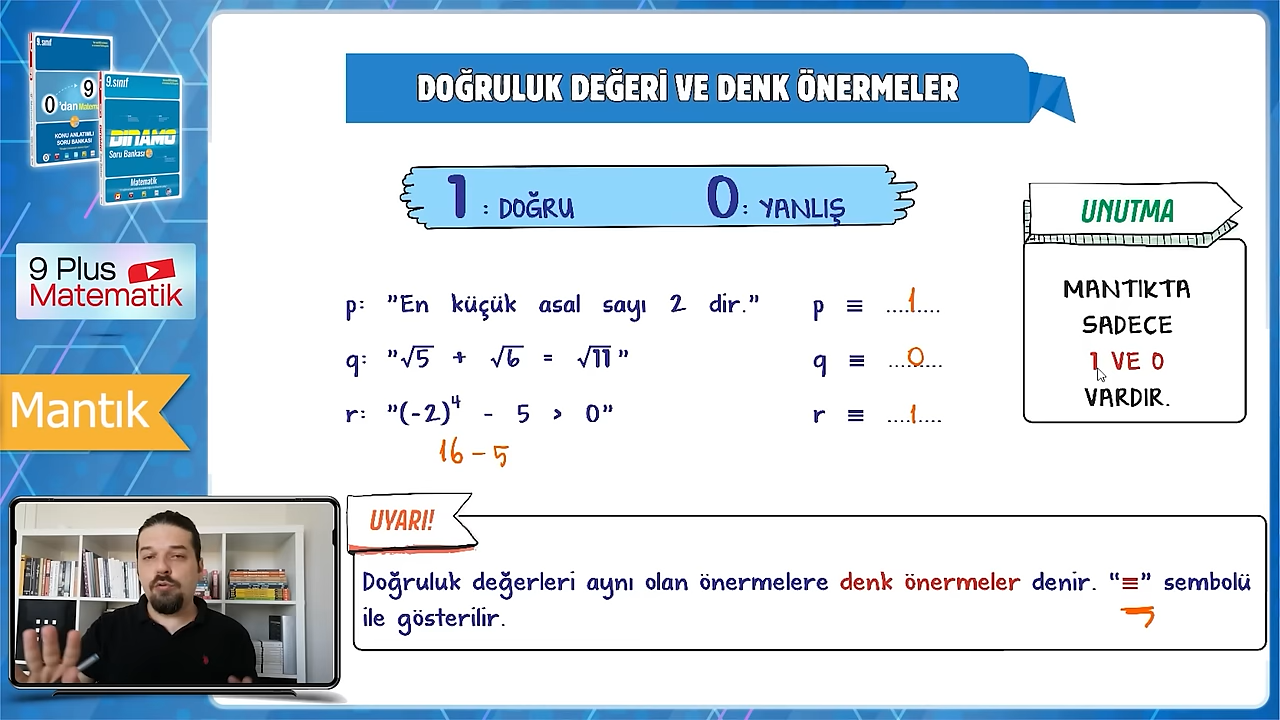 DOĞRULUK DEĞERİ VE DENK ÖNERMELER
9.sınıf
0'dan 9
KONU ANLATIMLI
SORU BANKASI
9.sınıf
DINAMO
Soru Bankası
Matematik
1 : DOĞRU 0 : YANLIŞ
UNUTMA
MANTIKTA
SADECE
1 VE 0
VARDIR.
9 Plus
Matematik
Mantık
p: "En küçük asal sayı 2 dir." p ≡ ....1....
q: "√5 + √6 = √11" q ≡ ....0....
r: "(-2)⁴ - 5 > 0" r ≡ ....1....
16 - 5
UYARI!
Doğruluk değerleri aynı olan önermelere denk önermeler denir. "≡" sembolü
ile gösterilir.